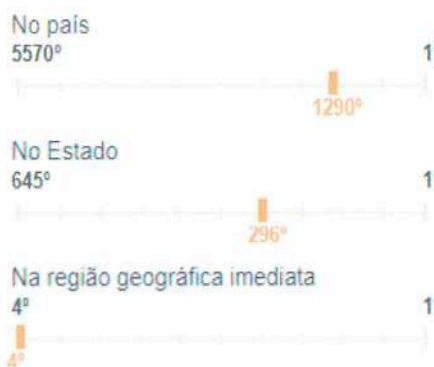 No país
5570º 1
1290º
No Estado
645º 1
296º
Na região geográfica imediata
4º 1
4º